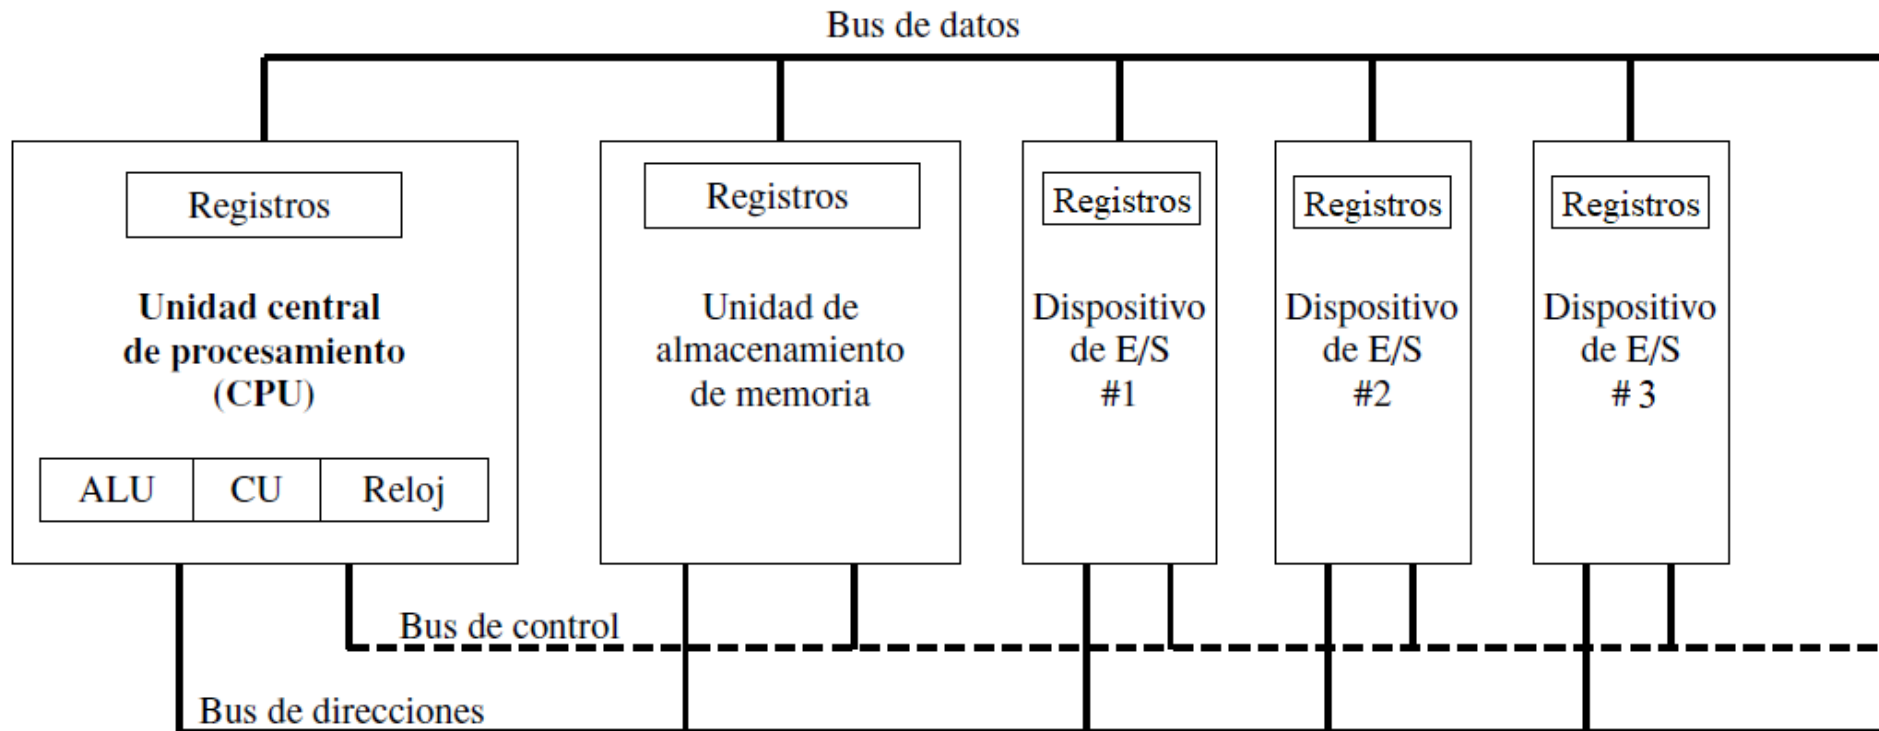 Bus de datos
Registros
Registros
Registros
Registros
Registros
Unidad central
de procesamiento
(CPU)
Unidad de
almacenamiento
de memoria
Dispositivo
de E/S
#1
Dispositivo
de E/S
#2
Dispositivo
de E/S
# 3
ALU
CU
Reloj
Bus de control
Bus de direcciones